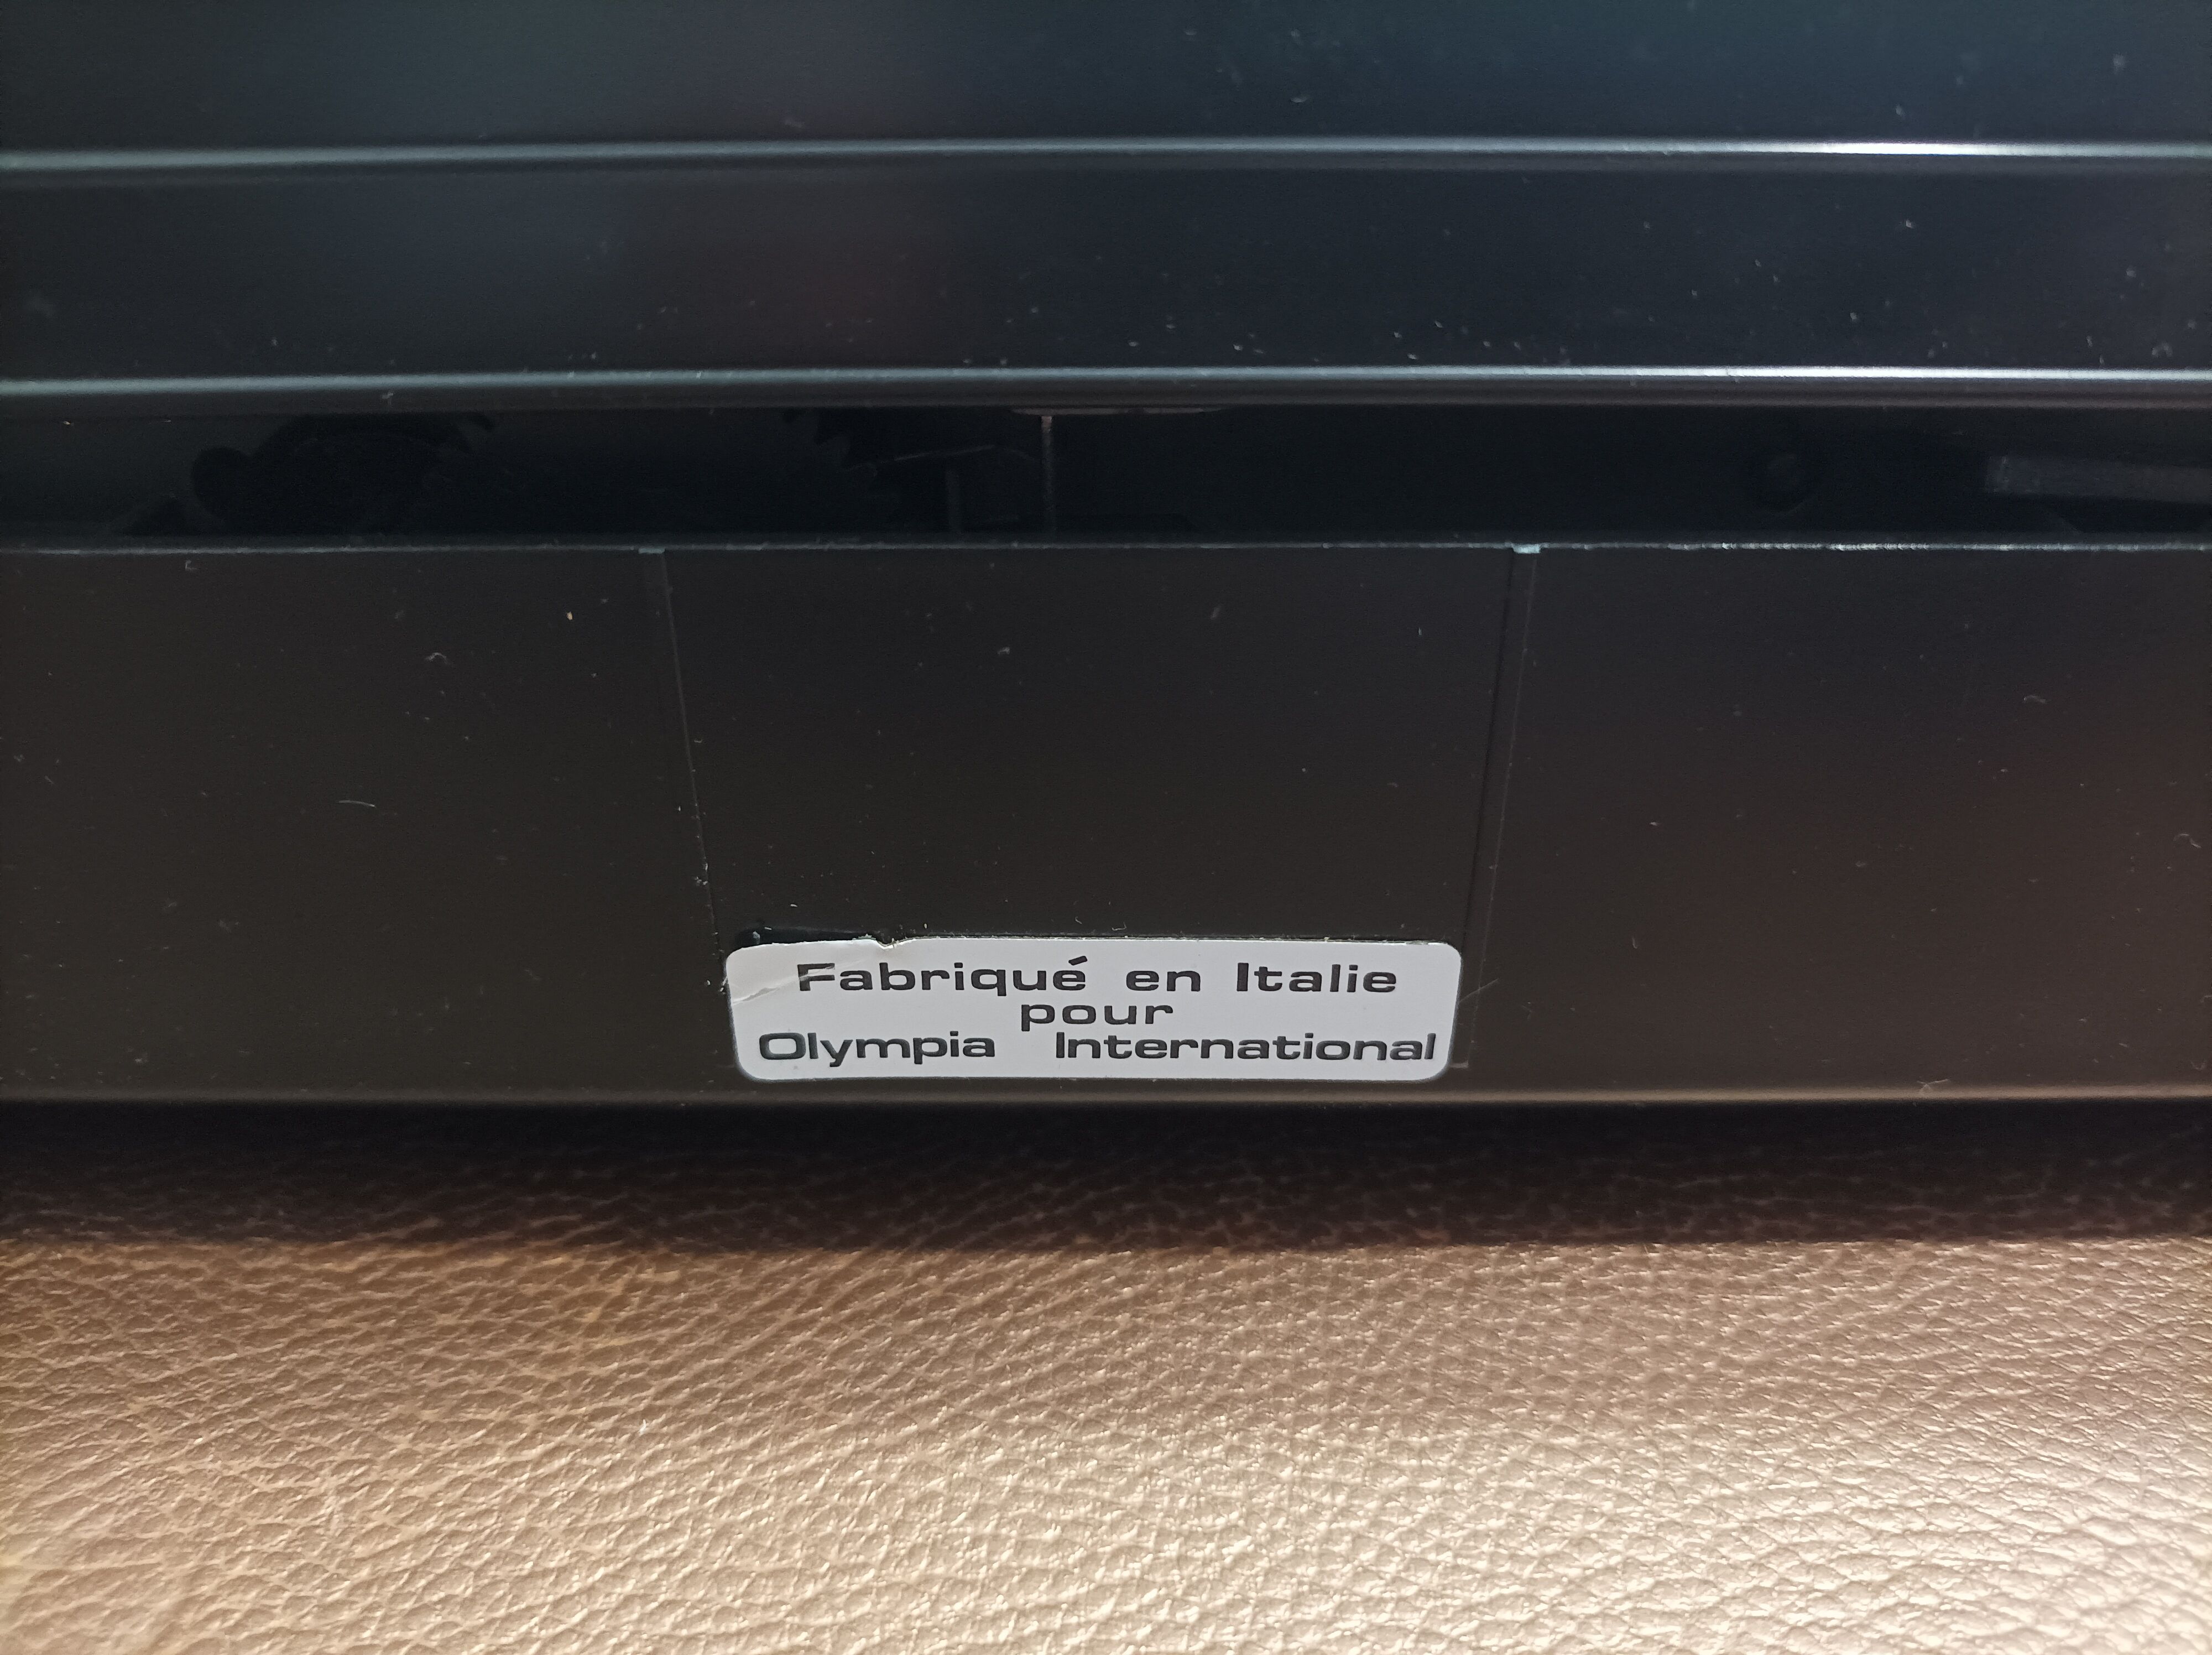 Fabriqué en Italie
pour
Olympia International